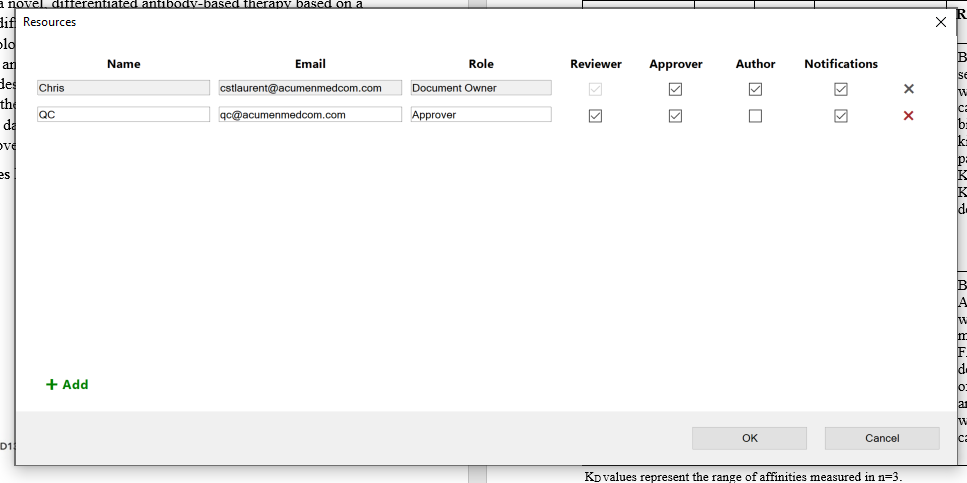 a novel, differentiated antibody-based therapy based on a
Resources
Name Email Role Reviewer Approver Author Notifications
Chris cstlaurent@acumenmedcom.com Document Owner
QC qc@acumenmedcom.com Approver
+ Add
OK Cancel
KD values represent the range of affinities measured in n=3.